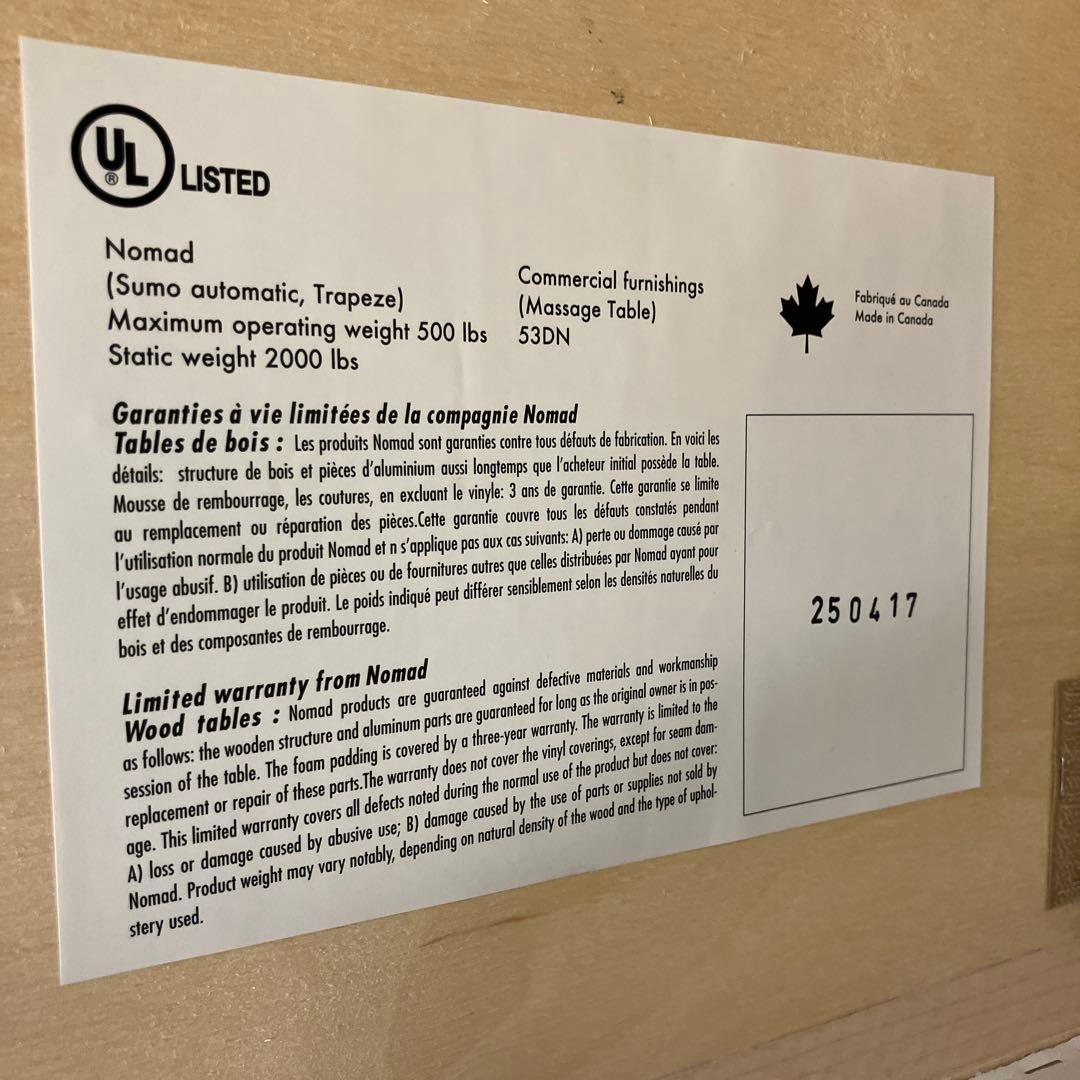 UL® LISTED
Nomad
(Sumo automatic, Trapeze)
Maximum operating weight 500 lbs
Static weight 2000 lbs
Commercial furnishings
(Massage Table)
53DN
Fabriqué au Canada
Made in Canada
Garanties à vie limitées de la compagnie Nomad
Tables de bois : Les produits Nomad sont garanties contre tous défauts de fabrication. En voici les
détails: structure de bois et pièces d'aluminium aussi longtemps que l'acheteur initial possède la table.
Mousse de rembourrage, les coutures, en excluant le vinyle: 3 ans de garantie. Cette garantie se limite
au remplacement ou réparation des pièces.Cette garantie couvre tous les défauts constatés pendant
l'utilisation normale du produit Nomad et n s'applique pas aux cas suivants: A) perte ou dommage causé par
l'usage abusif. B) utilisation de pièces ou de fournitures autres que celles distribuées par Nomad ayant pour
effet d'endommager le produit. Le poids indiqué peut différer sensiblement selon les densités naturelles du
bois et des composantes de rembourrage.
Limited warranty from Nomad
Wood tables : Nomad products are guaranteed against defective materials and workmanship
as follows: the wooden structure and aluminum parts are guaranteed for long as the original owner is in pos-
session of the table. The foam padding is covered by a three-year warranty. The warranty is limited to the
replacement or repair of these parts.The warranty does not cover the vinyl coverings, except for seam dam-
age. This limited warranty covers all defects noted during the normal use of the product but does not cover:
A) loss or damage caused by abusive use; B) damage caused by the use of parts or supplies not sold by
Nomad. Product weight may vary notably, depending on natural density of the wood and the type of uphol-
stery used.
250417